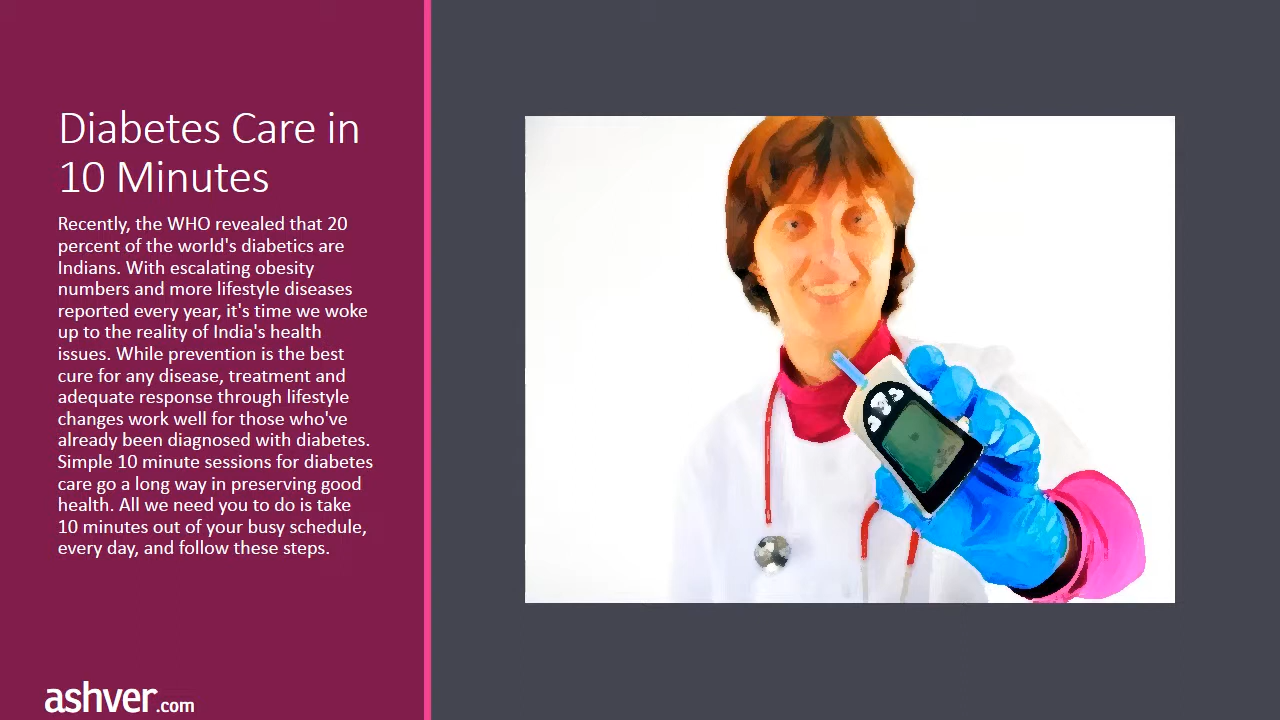 Diabetes Care in
10 Minutes
Recently, the WHO revealed that 20
percent of the world's diabetics are
Indians. With escalating obesity
numbers and more lifestyle diseases
reported every year, it's time we woke
up to the reality of India's health
issues. While prevention is the best
cure for any disease, treatment and
adequate response through lifestyle
changes work well for those who've
already been diagnosed with diabetes.
Simple 10 minute sessions for diabetes
care go a long way in preserving good
health. All we need you to do is take
10 minutes out of your busy schedule,
every day, and follow these steps.
ashver.com